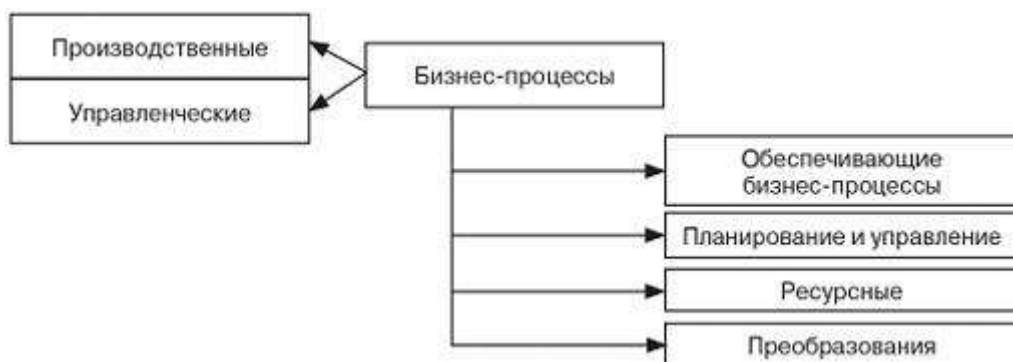 Производственные
Бизнес-процессы
Управленческие
Обеспечивающие
бизнес-процессы
Планирование и управление
Ресурсные
Преобразования